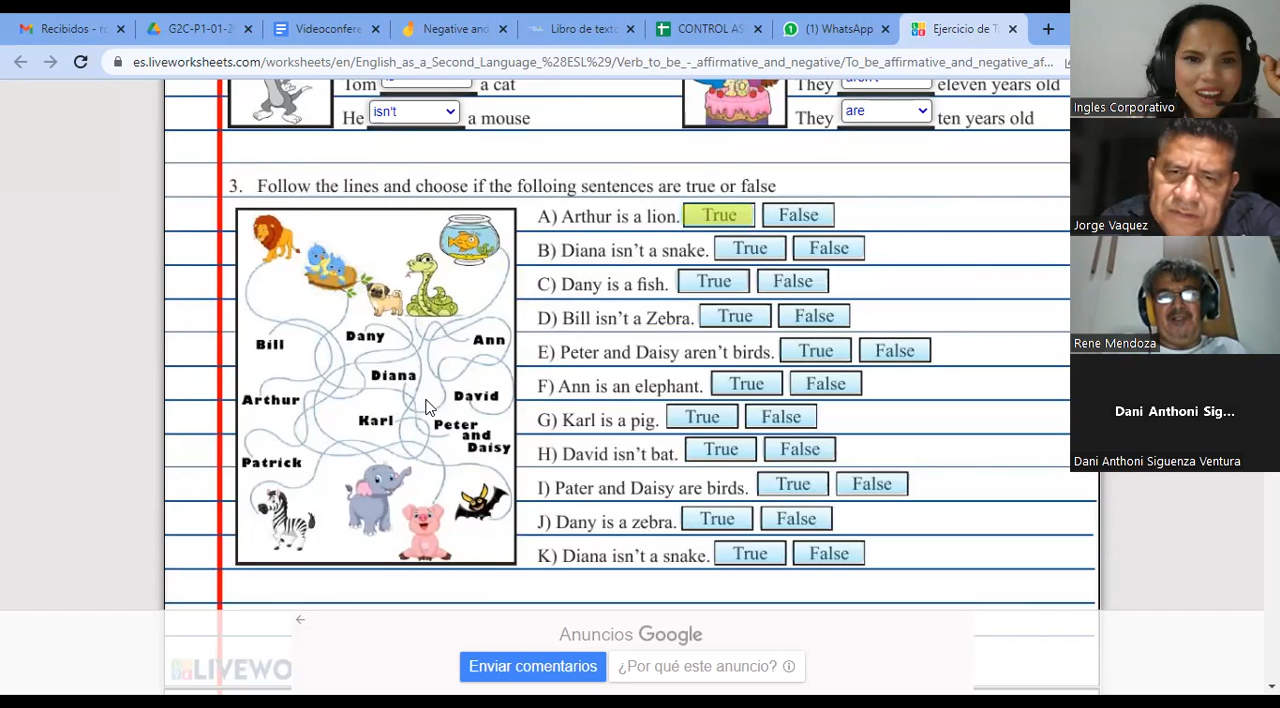 Recibidos - ro
G2C-P1-01-2
Videoconfere
Negative and
Libro de texto
CONTROL AS
(1) WhatsApp
Ejercicio de To
es.liveworksheets.com/worksheets/en/English_as_a_Second_Language_%28ESL%29/Verb_to_be_-_affirmative_and_negative/To_be_affirmative_and_negative_af...
Tom a cat
They aren't eleven years old
He isn't a mouse
They are ten years old
3. Follow the lines and choose if the folloing sentences are true or false
A) Arthur is a lion. True False
B) Diana isn't a snake. True False
C) Dany is a fish. True False
D) Bill isn't a Zebra. True False
E) Peter and Daisy aren't birds. True False
F) Ann is an elephant. True False
G) Karl is a pig. True False
H) David isn't bat. True False
I) Pater and Daisy are birds. True False
J) Dany is a zebra. True False
K) Diana isn't a snake. True False
Bill
Dany
Ann
Diana
Arthur
David
Karl
Peter
and
Daisy
Patrick
Anuncios Google
Enviar comentarios
¿Por qué este anuncio?
LIVEWO
Ingles Corporativo
Jorge Vaquez
Rene Mendoza
Dani Anthoni Sig...
Dani Anthoni Siguenza Ventura